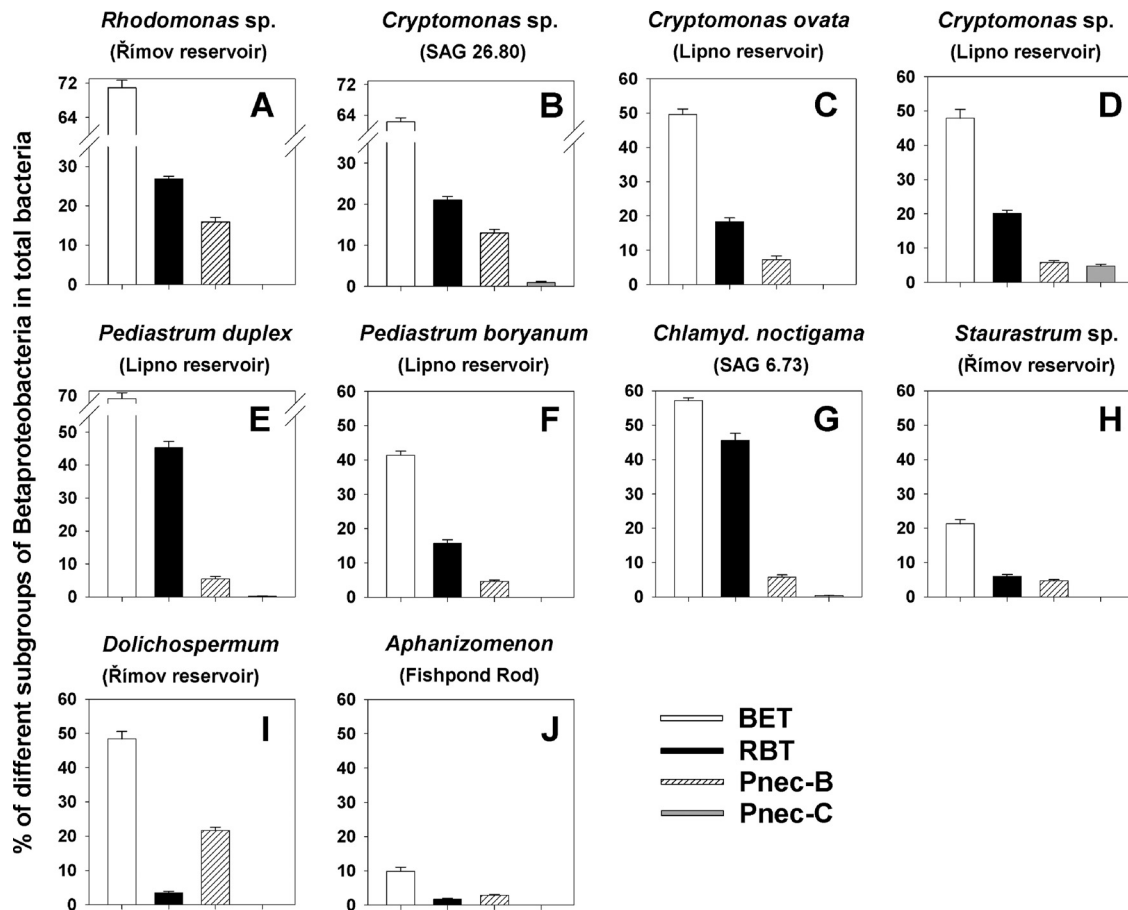 % of different subgroups of Betaproteobacteria in total bacteria
Rhodomonas sp.
(Římov reservoir)
A
72
64
30
20
10
0
Cryptomonas sp.
(SAG 26.80)
B
72
64
30
20
10
0
Cryptomonas ovata
(Lipno reservoir)
C
60
50
40
30
20
10
0
Cryptomonas sp.
(Lipno reservoir)
D
60
50
40
30
20
10
0
Pediastrum duplex
(Lipno reservoir)
E
70
50
40
30
20
10
0
Pediastrum boryanum
(Lipno reservoir)
F
60
50
40
30
20
10
0
Chlamyd. noctigama
(SAG 6.73)
G
60
50
40
30
20
10
0
Staurastrum sp.
(Římov reservoir)
H
60
50
40
30
20
10
0
Dolichospermum
(Římov reservoir)
I
60
50
40
30
20
10
0
Aphanizomenon
(Fishpond Rod)
J
60
50
40
30
20
10
0
BET
RBT
Pnec-B
Pnec-C